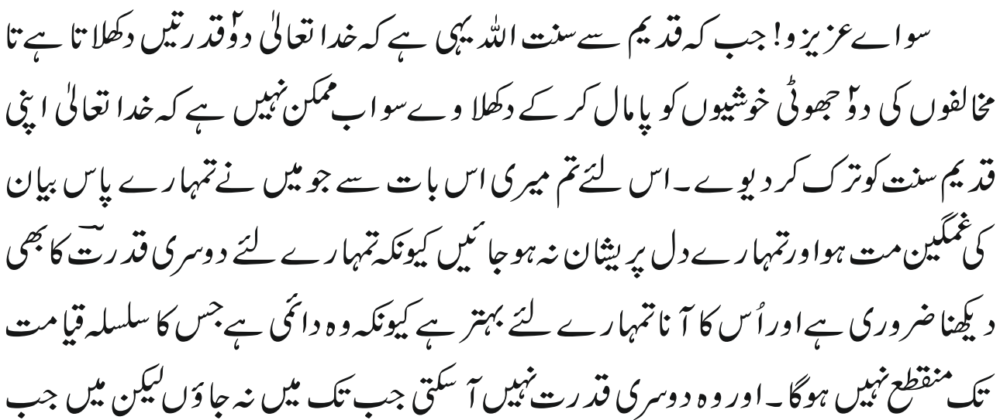 سو اے عزیزو! جب کہ قدیم سے سنت اللہ یہی ہے کہ خدا تعالیٰ دو۲ قدرتیں دکھلاتا ہے تا
مخالفوں کی دو۲ جھوٹی خوشیوں کو پامال کر کے دکھلا وے سو اب ممکن نہیں ہے کہ خدا تعالیٰ اپنی
قدیم سنت کو ترک کر دیوے۔ اس لئے تم میری اس بات سے جو میں نے تمہارے پاس بیان
کی غمگین مت ہو اور تمہارے دل پریشان نہ ہو جائیں کیونکہ تمہارے لئے دوسری قدرت کا بھی
دیکھنا ضروری ہے اور اُس کا آنا تمہارے لئے بہتر ہے کیونکہ وہ دائمی ہے جس کا سلسلہ قیامت
تک منقطع نہیں ہوگا۔ اور وہ دوسری قدرت نہیں آ سکتی جب تک میں نہ جاؤں لیکن میں جب